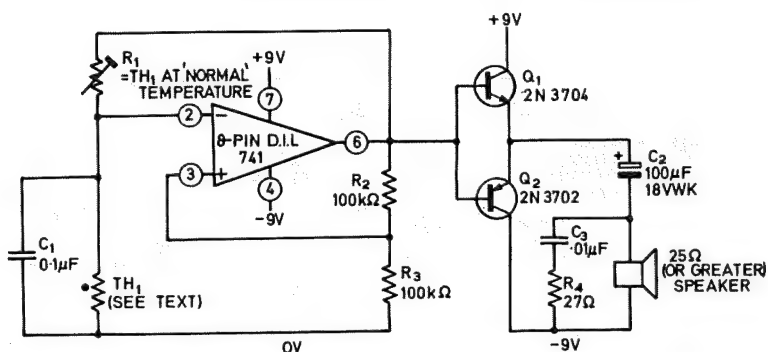 +9V
R1
=TH1 AT 'NORMAL'
TEMPERATURE
+9V
7
2
-
8-PIN D.I.L
741
6
3
+
4
-9V
R2
100kΩ
R3
100kΩ
C1
0·1µF
TH1
(SEE TEXT)
0V
Q1
2N 3704
Q2
2N 3702
+
C2
100µF
18VWK
C3
·01µF
R4
27Ω
25Ω
(OR GREATER)
SPEAKER
-9V